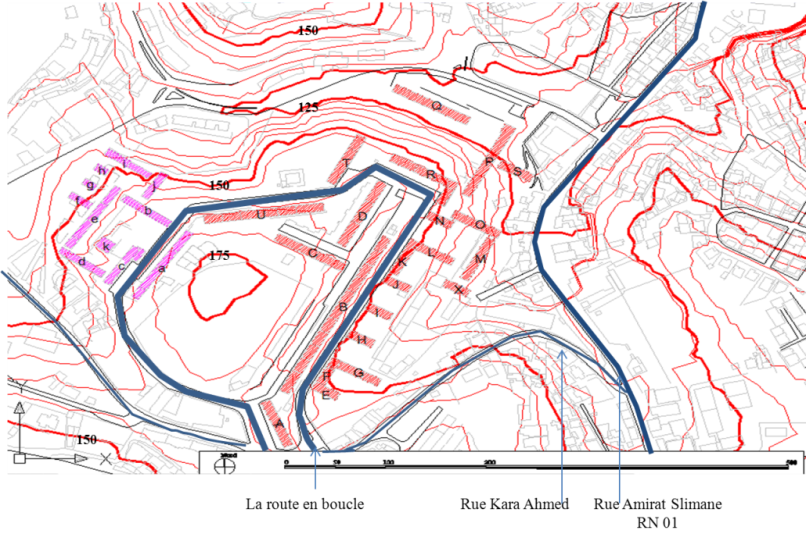 150
125
Q
P
S
T
R
i
h
j
g
f
150
b
D
U
N
O
e
k
C
L
K
M
175
d
c
a
J
X
B
I
H
G
F
E
A
150
X
0
50
100
200
500
La route en boucle
Rue Kara Ahmed
Rue Amirat Slimane
RN 01